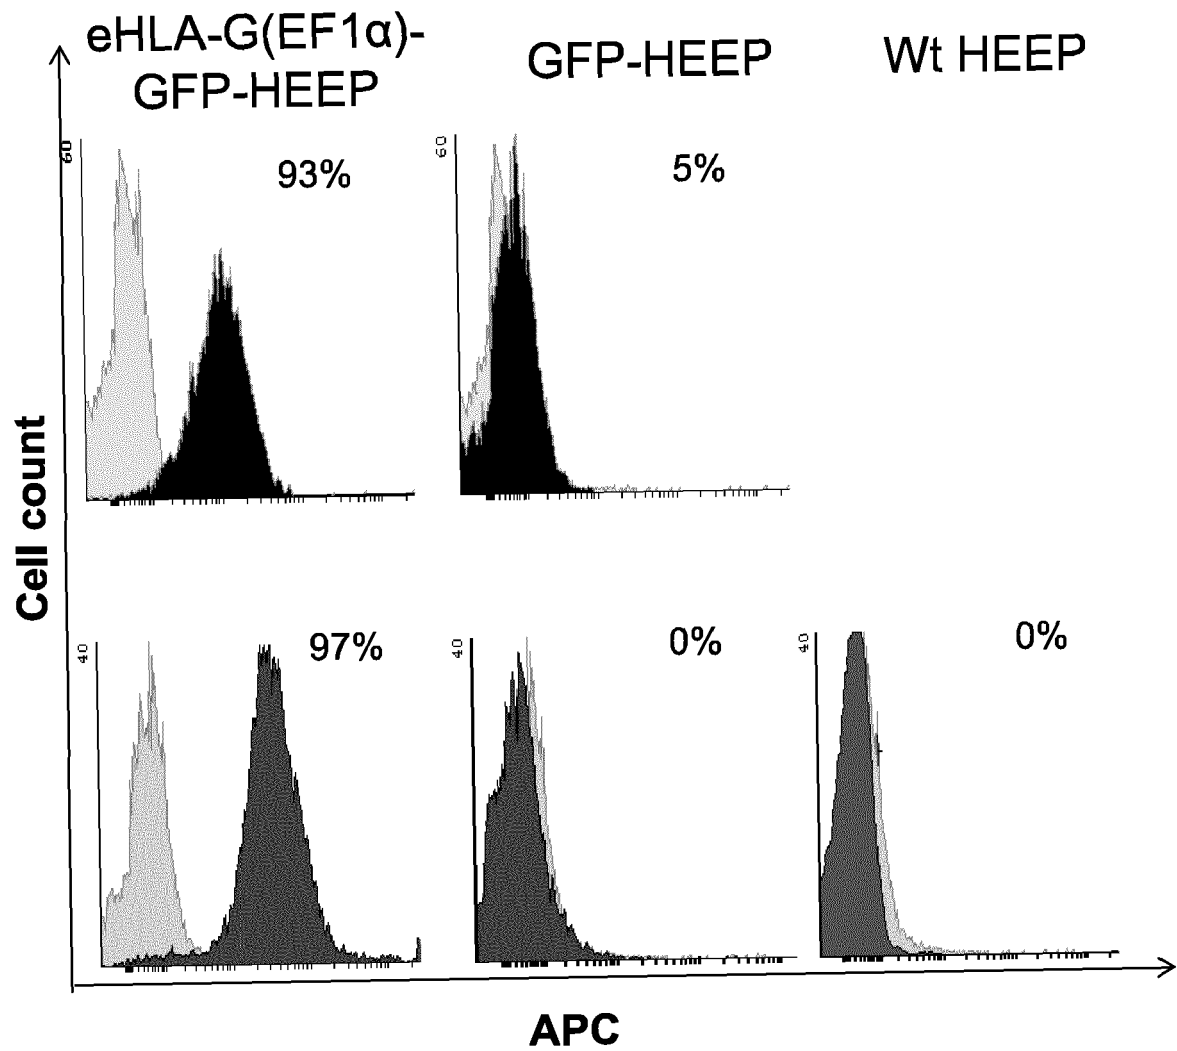 eHLA-G(EF1α)-
GFP-HEEP
GFP-HEEP
Wt HEEP
60
93%
60
5%
Cell count
40
97%
40
0%
40
0%
APC